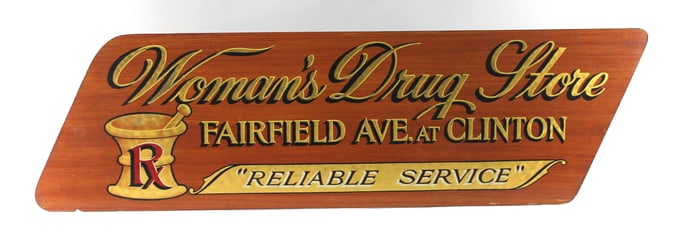 Woman's Drug Store
FAIRFIELD AVE. AT CLINTON
Rx
"RELIABLE SERVICE"